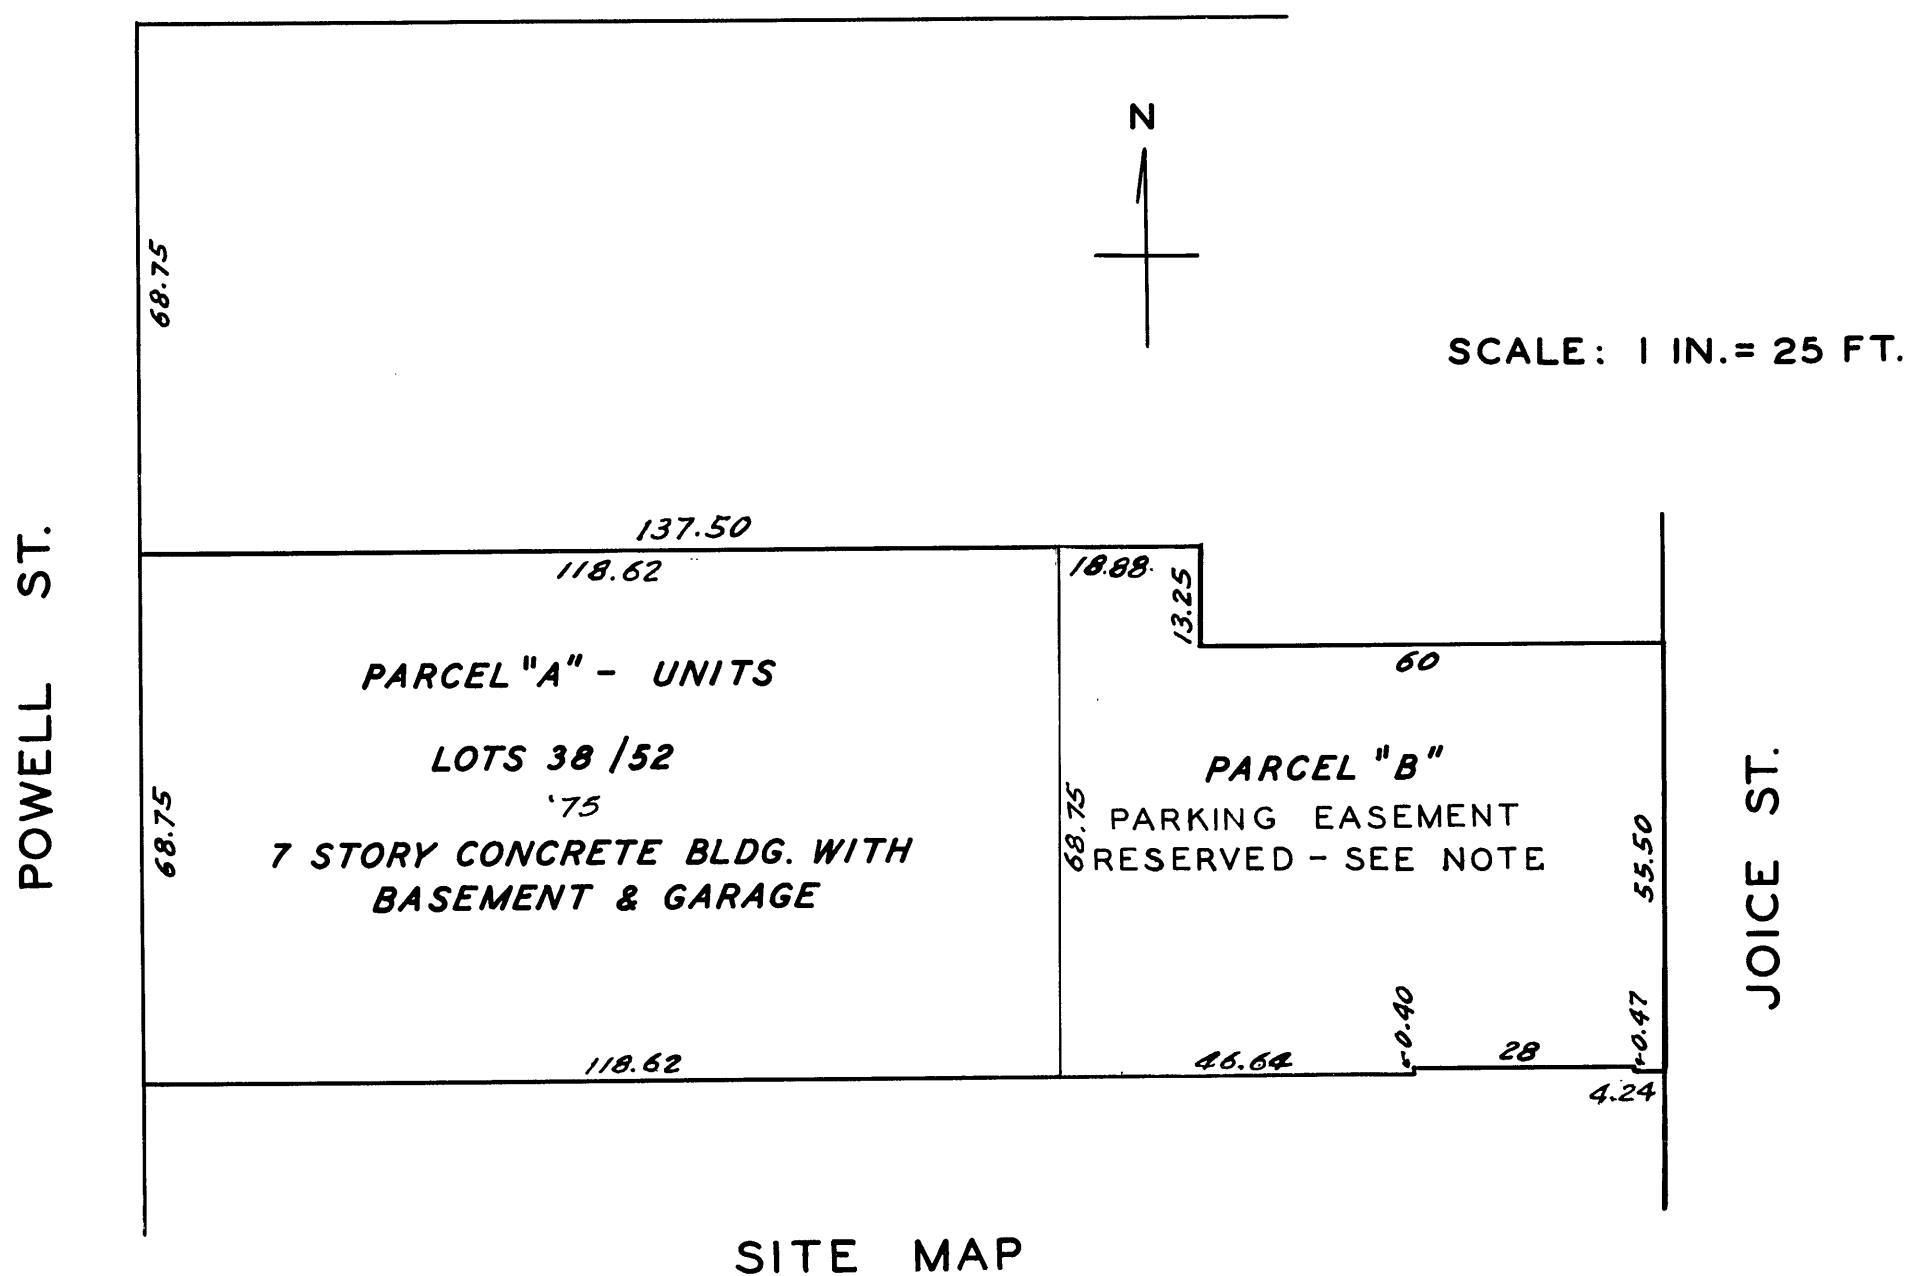 N
68.75
SCALE: 1 IN.= 25 FT.
POWELL ST.
137.50
118.62
18.88
13.25
60
PARCEL "A" - UNITS
LOTS 38 /52
'75
7 STORY CONCRETE BLDG. WITH
BASEMENT & GARAGE
68.75
68.75
PARCEL "B"
PARKING EASEMENT
RESERVED - SEE NOTE
55.50
JOICE ST.
118.62
46.64
0.40
28
0.47
4.24
SITE MAP